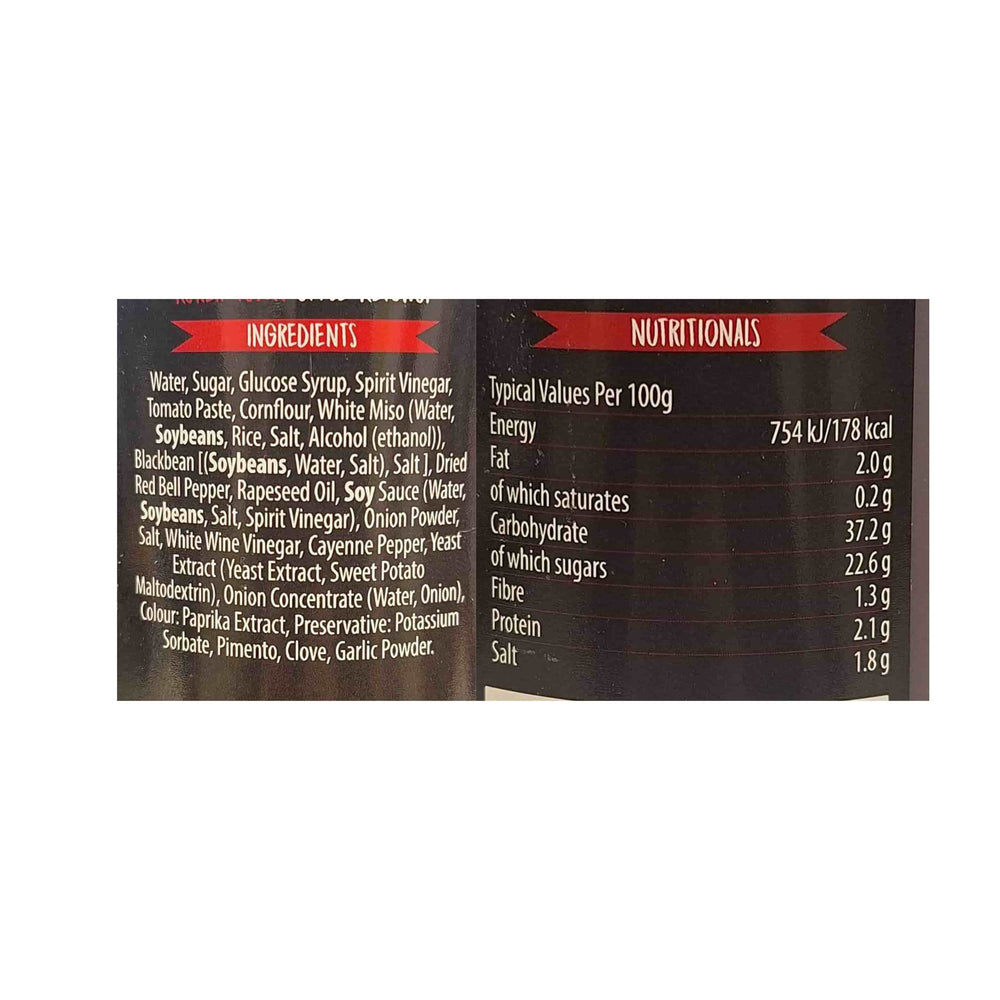 INGREDIENTS
Water, Sugar, Glucose Syrup, Spirit Vinegar,
Tomato Paste, Cornflour, White Miso (Water,
Soybeans, Rice, Salt, Alcohol (ethanol)),
Blackbean [(Soybeans, Water, Salt), Salt ], Dried
Red Bell Pepper, Rapeseed Oil, Soy Sauce (Water,
Soybeans, Salt, Spirit Vinegar), Onion Powder,
Salt, White Wine Vinegar, Cayenne Pepper, Yeast
Extract (Yeast Extract, Sweet Potato
Maltodextrin), Onion Concentrate (Water, Onion),
Colour: Paprika Extract, Preservative: Potassium
Sorbate, Pimento, Clove, Garlic Powder.
NUTRITIONALS
Typical Values Per 100g
Energy 754 kJ/178 kcal
Fat 2.0 g
of which saturates 0.2 g
Carbohydrate 37.2 g
of which sugars 22.6 g
Fibre 1.3 g
Protein 2.1 g
Salt 1.8 g